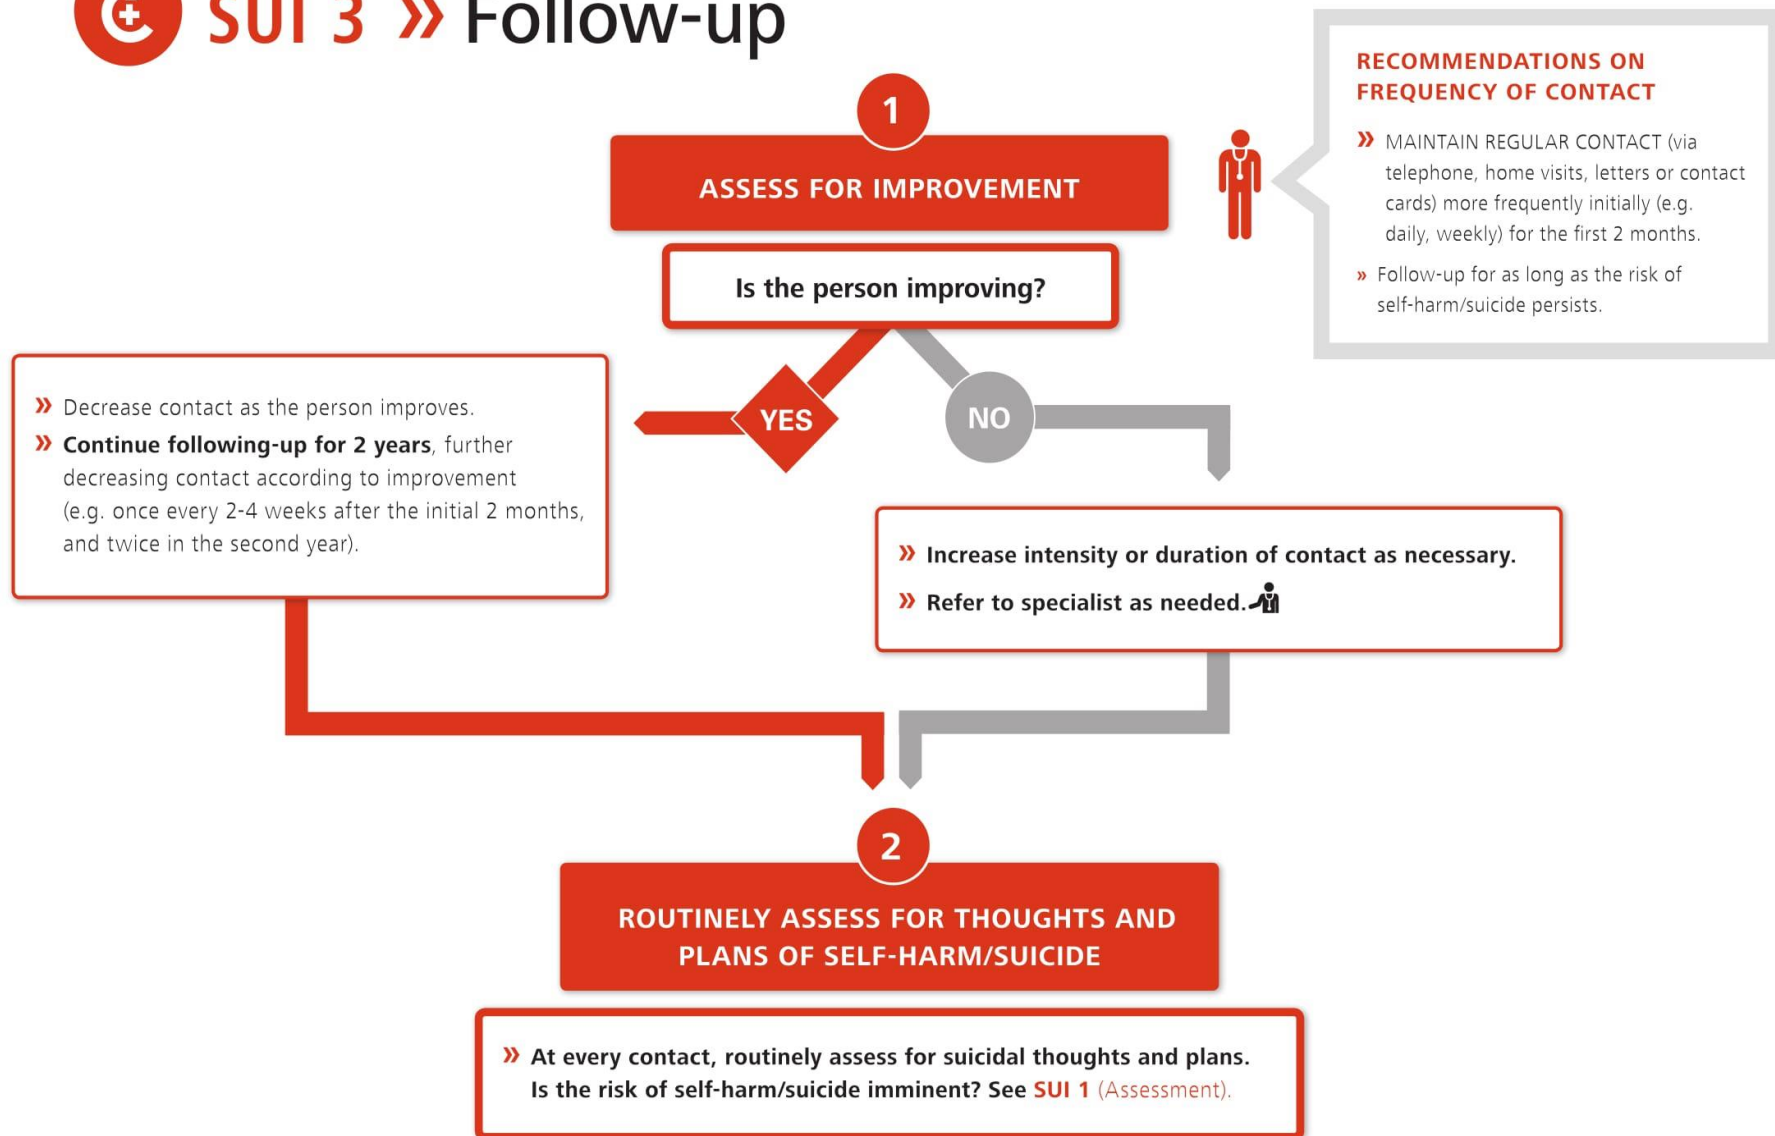 SUI 3 » Follow-up
1
ASSESS FOR IMPROVEMENT
Is the person improving?
RECOMMENDATIONS ON
FREQUENCY OF CONTACT
» MAINTAIN REGULAR CONTACT (via
telephone, home visits, letters or contact
cards) more frequently initially (e.g.
daily, weekly) for the first 2 months.
» Follow-up for as long as the risk of
self-harm/suicide persists.
YES
NO
» Decrease contact as the person improves.
» Continue following-up for 2 years, further
decreasing contact according to improvement
(e.g. once every 2-4 weeks after the initial 2 months,
and twice in the second year).
» Increase intensity or duration of contact as necessary.
» Refer to specialist as needed.
2
ROUTINELY ASSESS FOR THOUGHTS AND
PLANS OF SELF-HARM/SUICIDE
» At every contact, routinely assess for suicidal thoughts and plans.
Is the risk of self-harm/suicide imminent? See SUI 1 (Assessment).